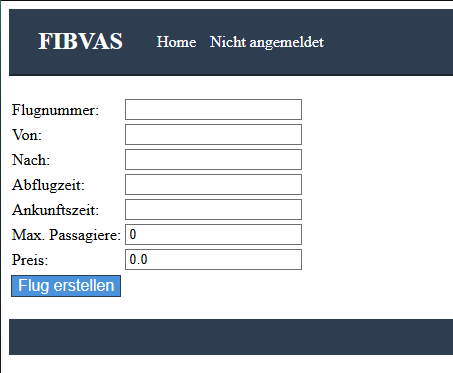 FIBVAS Home Nicht angemeldet
Flugnummer:
Von:
Nach:
Abflugzeit:
Ankunftszeit:
Max. Passagiere: 0
Preis: 0.0
Flug erstellen